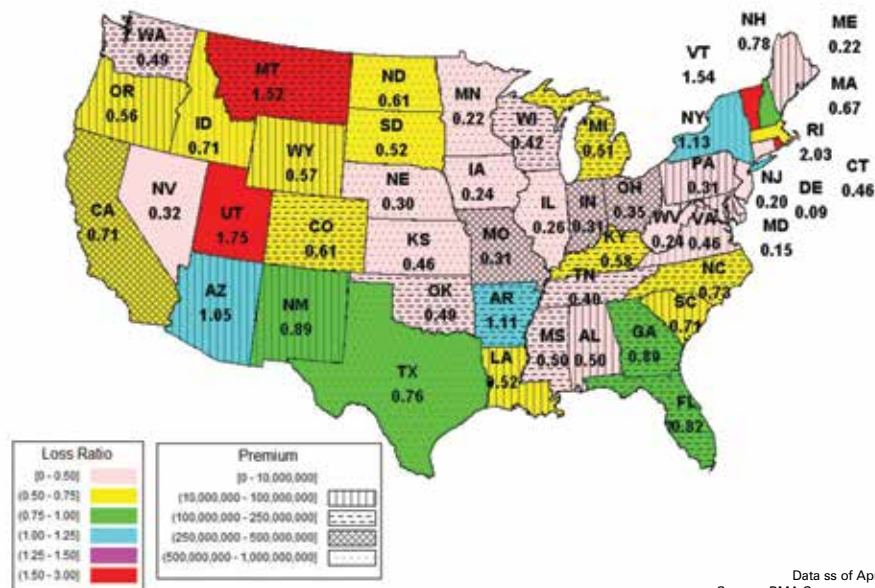 NH
0.78
ME
0.22
VT
1.54
MA
0.67
WA
0.49
MT
1.52
ND
0.61
MN
0.22
NY
1.13
RI
2.03
OR
0.56
ID
0.71
SD
0.52
WI
0.42
MI
0.51
CT
0.46
WY
0.57
IA
0.24
PA
0.31
NJ
0.20
DE
0.09
MD
0.15
NV
0.32
NE
0.30
IL
0.26
IN
0.31
OH
0.35
WV
0.24
VA
0.46
CA
0.71
UT
1.75
CO
0.61
KS
0.46
MO
0.31
KY
0.58
NC
0.73
TN
0.40
SC
0.71
AZ
1.05
NM
0.89
OK
0.49
AR
1.11
MS
0.50
AL
0.50
GA
0.89
TX
0.76
LA
0.52
FL
0.82
Loss Ratio
[0 - 0.50]
(0.50 - 0.75]
(0.75 - 1.00]
(1.00 - 1.25]
(1.25 - 1.50]
(1.50 - 3.00]
Premium
[0 - 10,000,000]
(10,000,000 - 100,000,000]
(100,000,000 - 250,000,000]
(250,000,000 - 500,000,000]
(500,000,000 - 1,000,000,000]
Data ss of Ap